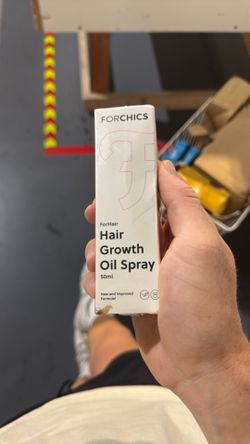 FORCHICS
ForHair
Hair
Growth
Oil Spray
50ml
New and Improved
Formula!